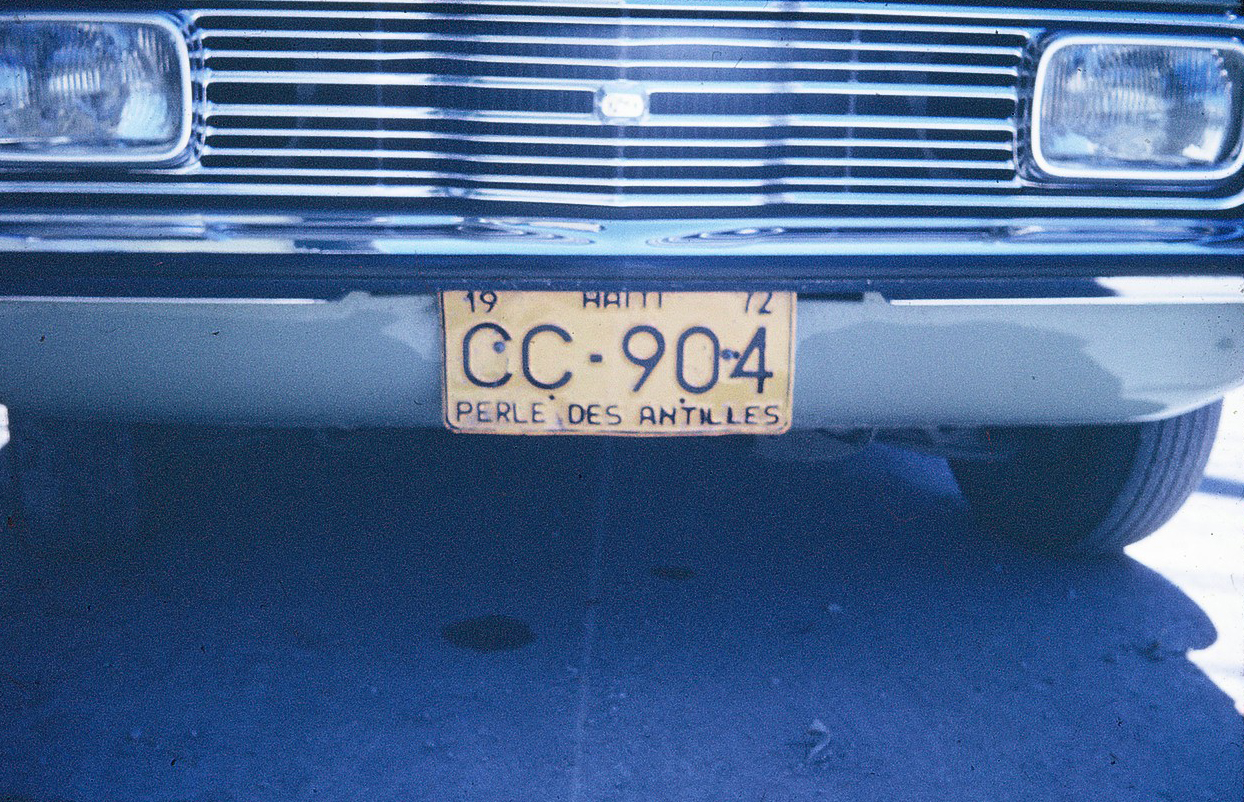 19 HAITI 72
CC·904
PERLE DES ANTILLES